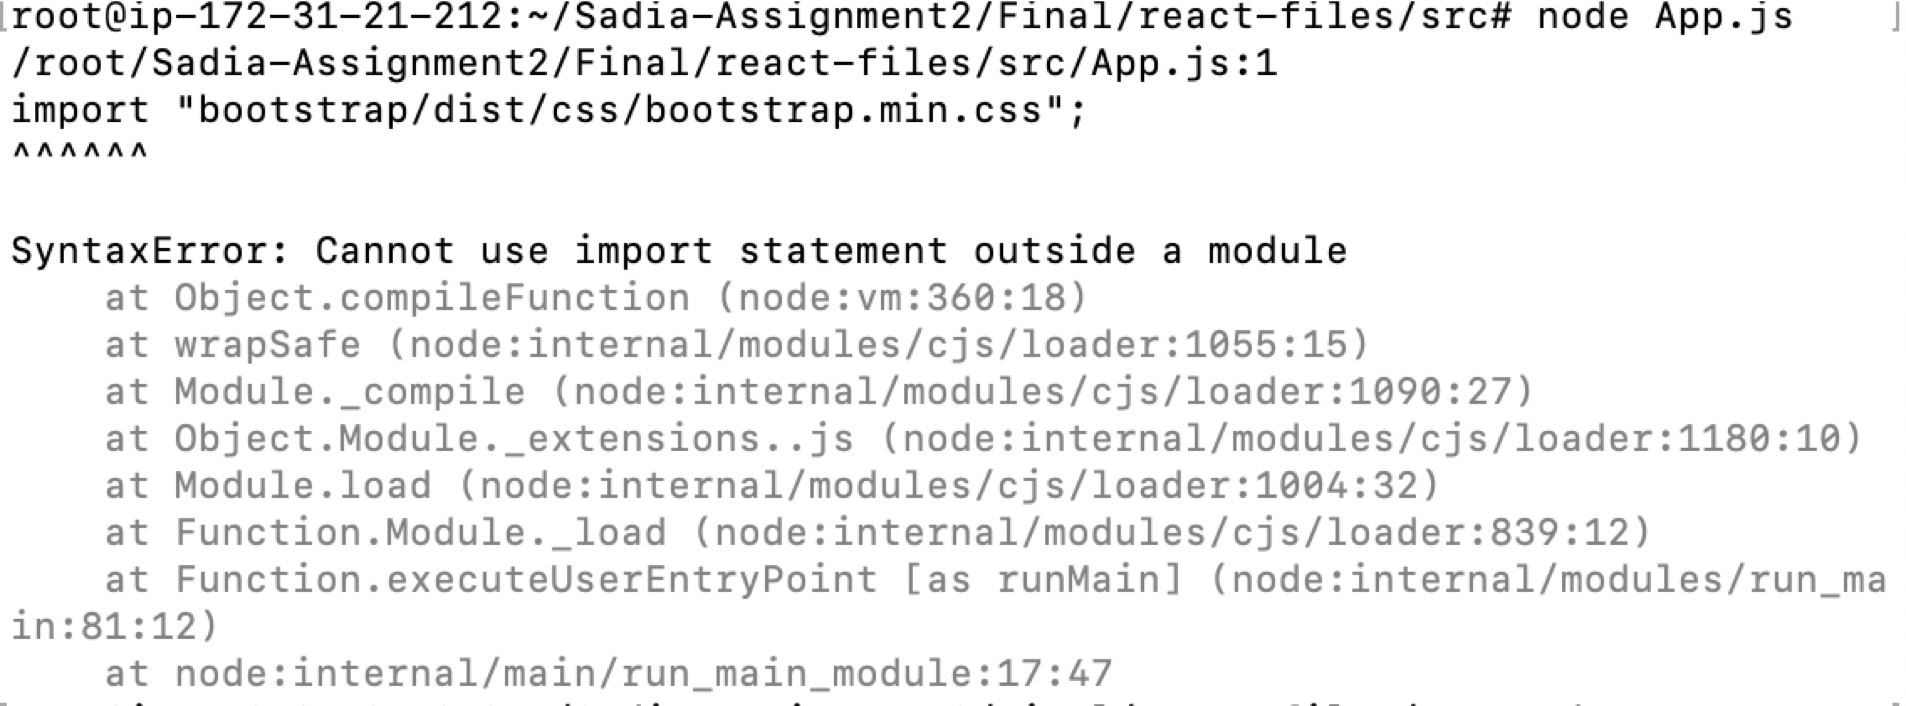 [root@ip-172-31-21-212:~/Sadia-Assignment2/Final/react-files/src# node App.js ]
/root/Sadia-Assignment2/Final/react-files/src/App.js:1
import "bootstrap/dist/css/bootstrap.min.css";
^^^^^^
SyntaxError: Cannot use import statement outside a module
    at Object.compileFunction (node:vm:360:18)
    at wrapSafe (node:internal/modules/cjs/loader:1055:15)
    at Module._compile (node:internal/modules/cjs/loader:1090:27)
    at Object.Module._extensions..js (node:internal/modules/cjs/loader:1180:10)
    at Module.load (node:internal/modules/cjs/loader:1004:32)
    at Function.Module._load (node:internal/modules/cjs/loader:839:12)
    at Function.executeUserEntryPoint [as runMain] (node:internal/modules/run_ma
in:81:12)
    at node:internal/main/run_main_module:17:47